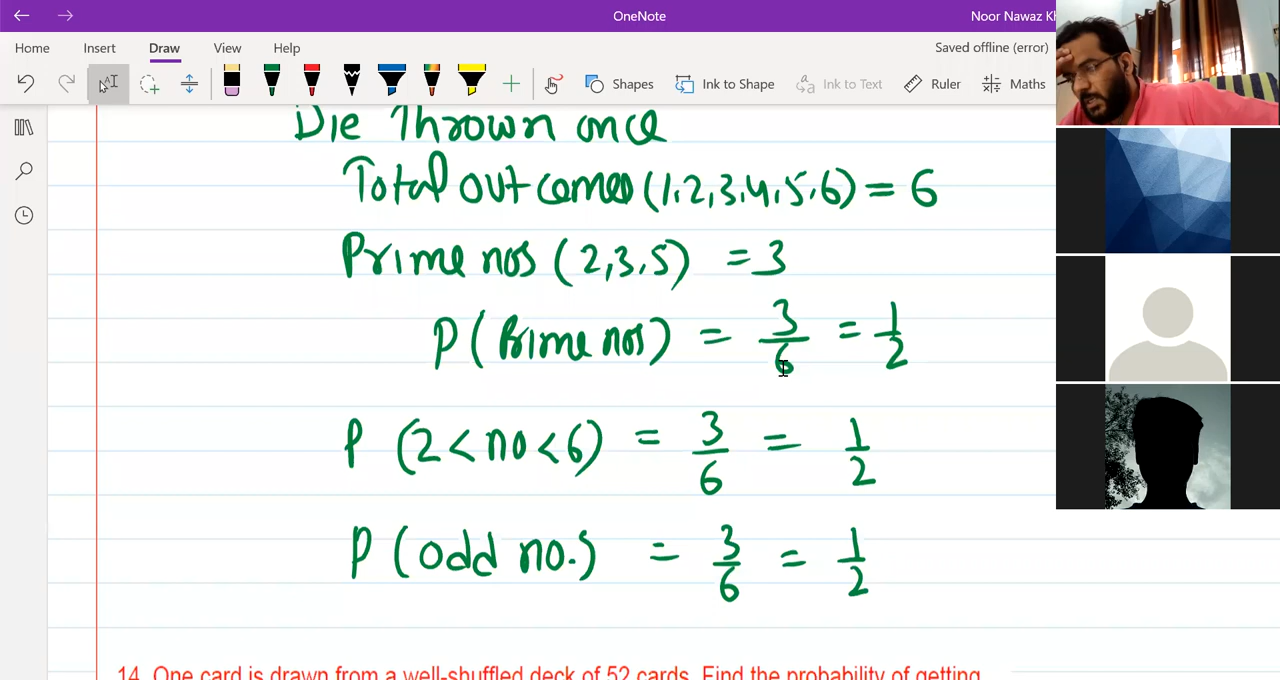 OneNote
Noor Nawaz Kh
Home Insert Draw View Help
Saved offline (error)
Shapes Ink to Shape Ink to Text Ruler Maths
Die Thrown once
Total outcomes (1,2,3,4,5,6) = 6
Prime nos (2,3,5) = 3
P (Prime nos) = 3/6 = 1/2
P (2 < no < 6) = 3/6 = 1/2
P (odd no.) = 3/6 = 1/2
14. One card is drawn from a well-shuffled deck of 52 cards. Find the probability of getting